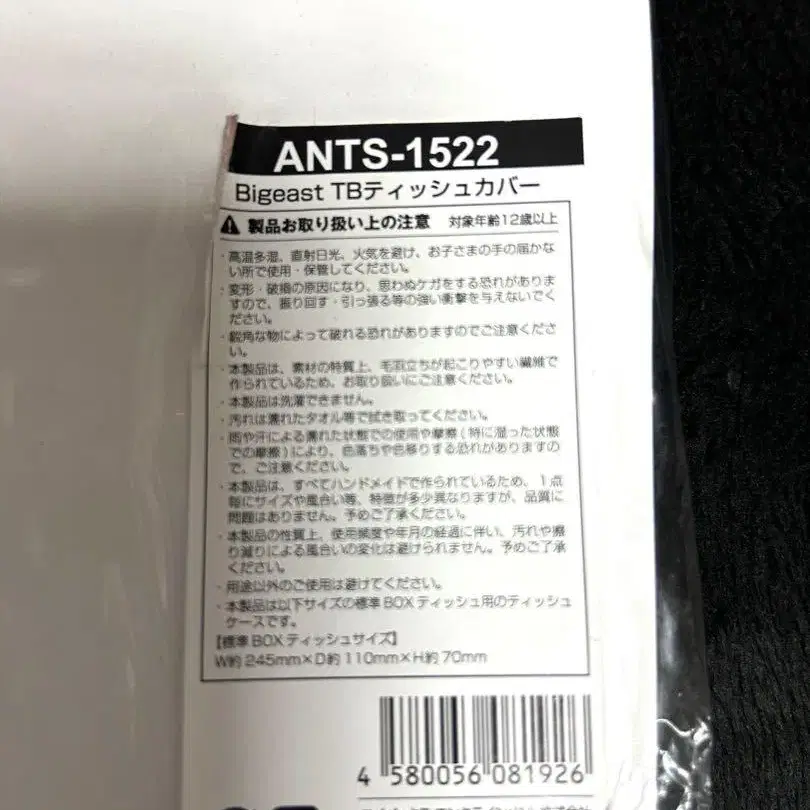 ANTS-1522
Bigeast TBティッシュカバー
製品お取り扱い上の注意 対象年齢12歳以上
・高温多湿、直射日光、火気を避け、お子さまの手の届かな
い所で使用・保管してください。
・変形・破損の原因になり、思わぬケガをする恐れがありま
すので、振り回す・引っ張る等の強い衝撃を与えないでく
ださい。
・鋭角な物によって破れる恐れがありますのでご注意くださ
い。
・本製品は、素材の特質上、毛羽立ちが起こりやすい繊維で
作られているため、お取り扱いにご注意ください。
・本製品は洗濯できません。
・汚れは濡れたタオル等で拭き取ってください。
・雨や汗による濡れた状態での使用や摩擦(特に湿った状態
での摩擦)により、色落ちや色移りする恐れがありますの
で、ご注意ください。
・本製品は、すべてハンドメイドで作られているため、1点
毎にサイズや風合い等、特徴が多少異なりますが、品質に
問題はありません。予めご了承ください。
・本製品の性質上、使用頻度や年月の経過に伴い、汚れや擦
り減りによる風合いの変化は避けられません。予めご了承
ください。
・用途以外のご使用は避けてください。
・本製品は以下サイズの標準BOXティッシュ用のティッシュ
ケースです。
【標準BOXティッシュサイズ】
W約245mm×D約110mm×H約70mm
4 580056 081926